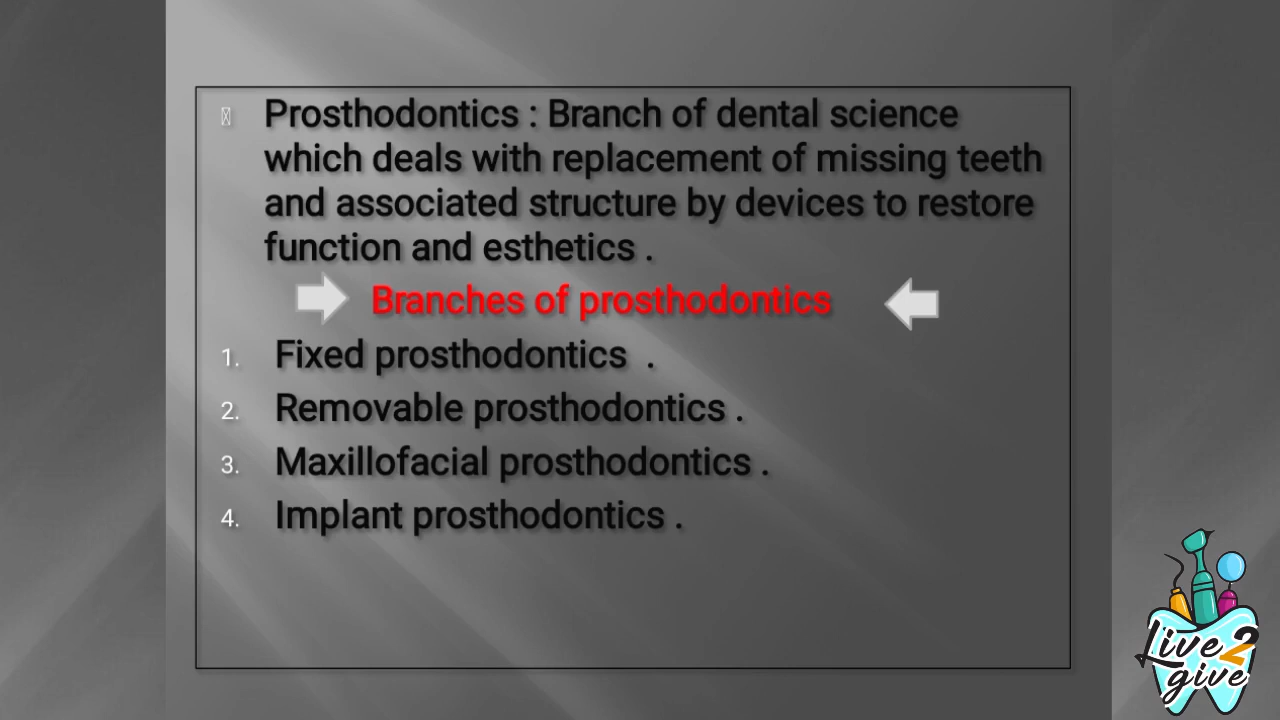 Prosthodontics : Branch of dental science
which deals with replacement of missing teeth
and associated structure by devices to restore
function and esthetics .
Branches of prosthodontics
1. Fixed prosthodontics .
2. Removable prosthodontics .
3. Maxillofacial prosthodontics .
4. Implant prosthodontics .
Live 2
give